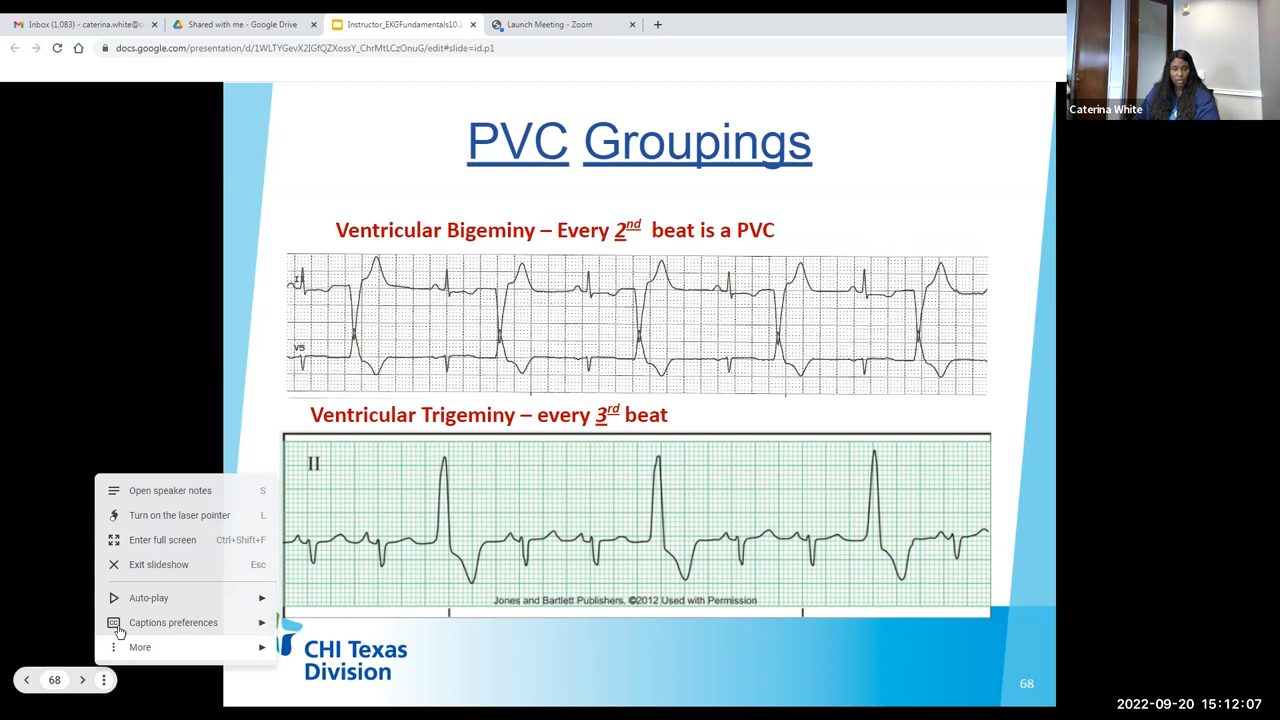 Inbox (1,083) - caterina.white@c
Shared with me - Google Drive
Instructor_EKGFundamentals10.1
Launch Meeting - Zoom
docs.google.com/presentation/d/1WLTYGevX2IGfQZXossY_ChrMtLCzOnuG/edit#slide=id.p1
Caterina White
PVC Groupings
Ventricular Bigeminy – Every 2nd beat is a PVC
I
V5
Ventricular Trigeminy – every 3rd beat
II
Jones and Bartlett Publishers, ©2012 Used with Permission
Open speaker notes S
Turn on the laser pointer L
Enter full screen Ctrl+Shift+F
Exit slideshow Esc
Auto-play
Captions preferences
More
CHI Texas
Division
68
68
2022-09-20 15:12:07